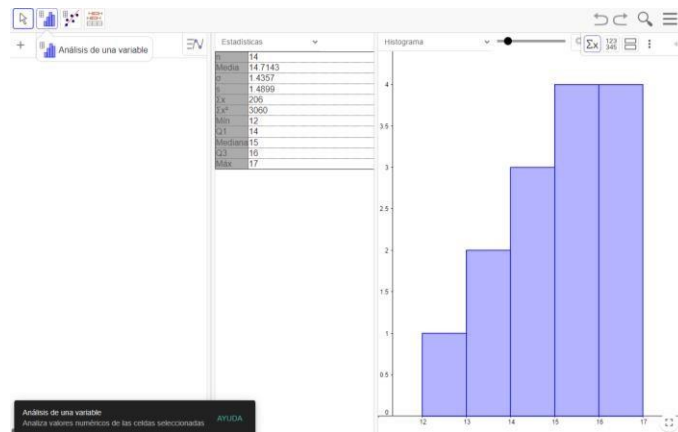 Análisis de una variable
Estadísticas
Histograma
Σx
123
345
n 14
Media 14.7143
σ 1.4357
s 1.4899
Σx 206
Σx² 3060
Mín 12
Q1 14
Mediana 15
Q3 16
Máx 17
4
3.5
3
2.5
2
1.5
1
0.5
0
12 13 14 15 16 17
Análisis de una variable
Analiza valores numéricos de las celdas seleccionadas
AYUDA